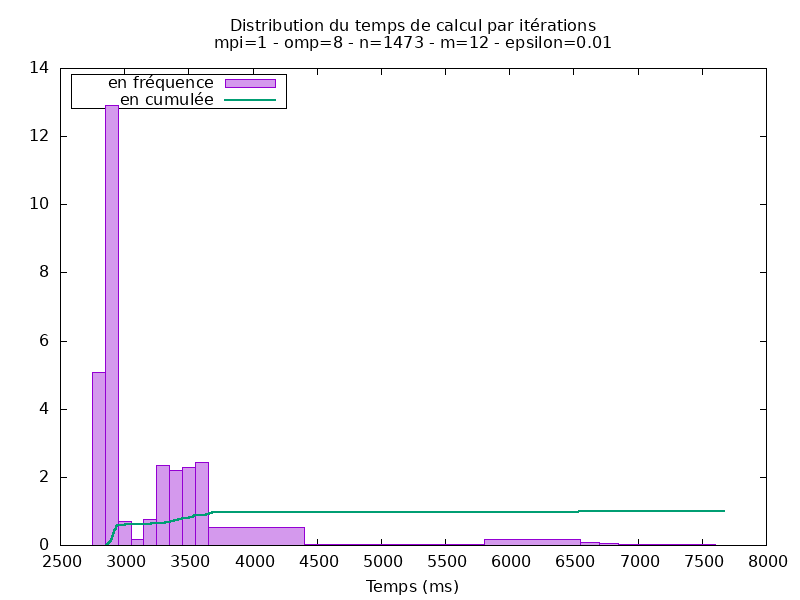 Distribution du temps de calcul par itérations
mpi=1 - omp=8 - n=1473 - m=12 - epsilon=0.01
en fréquence
en cumulée
14
12
10
8
6
4
2
0
2500 3000 3500 4000 4500 5000 5500 6000 6500 7000 7500 8000
Temps (ms)